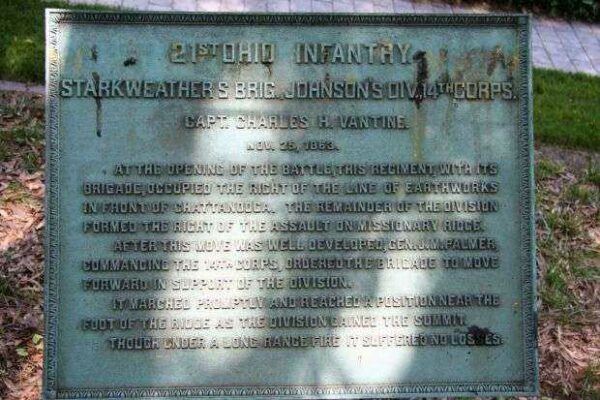 21ST OHIO INFANTRY.
STARKWEATHER'S BRIG. JOHNSON'S DIV. 14TH CORPS.
CAPT. CHARLES H. VANTINE.
NOV. 25, 1863.
AT THE OPENING OF THE BATTLE, THIS REGIMENT, WITH ITS
BRIGADE, OCCUPIED THE RIGHT OF THE LINE OF EARTHWORKS
IN FRONT OF CHATTANOOGA. THE REMAINDER OF THE DIVISION
FORMED THE RIGHT OF THE ASSAULT ON MISSIONARY RIDGE.
AFTER THIS MOVE WAS WELL DEVELOPED, GEN. J.M. PALMER,
COMMANDING THE 14TH CORPS, ORDERED THE BRIGADE TO MOVE
FORWARD IN SUPPORT OF THE DIVISION.
IT MARCHED PROMPTLY AND REACHED A POSITION NEAR THE
FOOT OF THE RIDGE AS THE DIVISION GAINED THE SUMMIT.
THOUGH UNDER A LONG RANGE FIRE IT SUFFERED NO LOSSES.